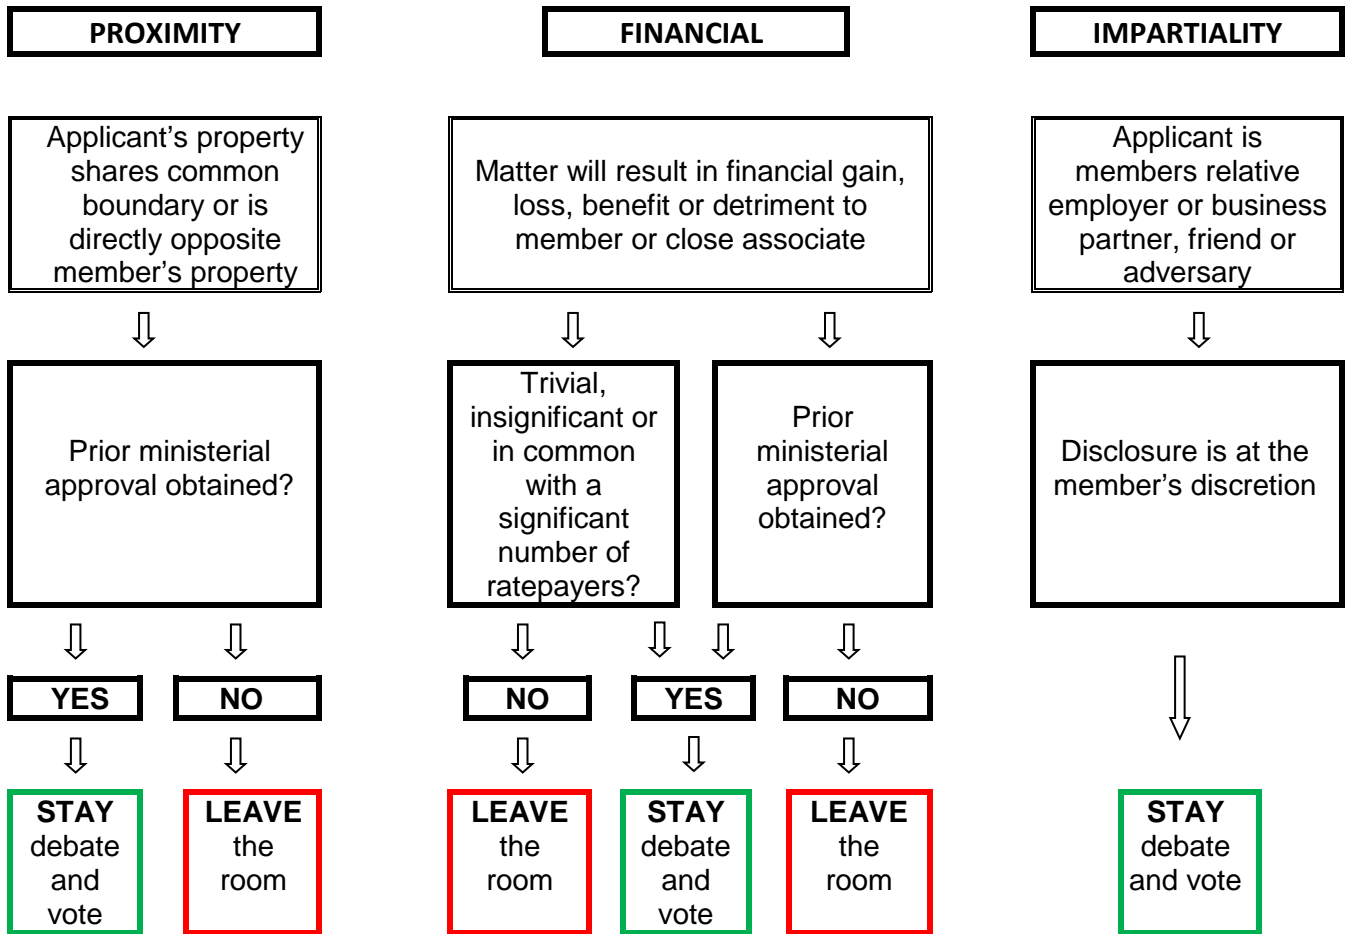 PROXIMITY
FINANCIAL
IMPARTIALITY
Applicant’s property
shares common
boundary or is
directly opposite
member’s property
Matter will result in financial gain,
loss, benefit or detriment to
member or close associate
Applicant is
members relative
employer or business
partner, friend or
adversary
Prior ministerial
approval obtained?
Trivial,
insignificant or
in common
with a
significant
number of
ratepayers?
Prior
ministerial
approval
obtained?
Disclosure is at the
member’s discretion
YES
NO
NO
YES
NO
STAY
debate
and
vote
LEAVE
the
room
LEAVE
the
room
STAY
debate
and
vote
LEAVE
the
room
STAY
debate
and vote